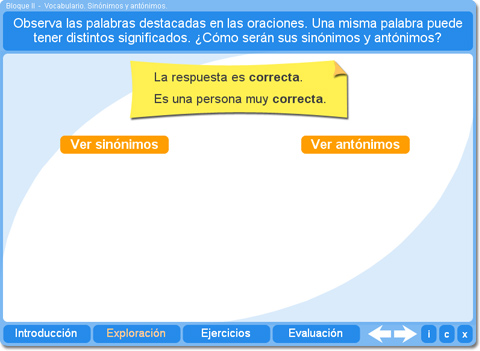 Bloque II - Vocabulario. Sinónimos y antónimos.
Observa las palabras destacadas en las oraciones. Una misma palabra puede
tener distintos significados. ¿Cómo serán sus sinónimos y antónimos?
La respuesta es correcta.
Es una persona muy correcta.
Ver sinónimos
Ver antónimos
Introducción
Exploración
Ejercicios
Evaluación
i
c
x